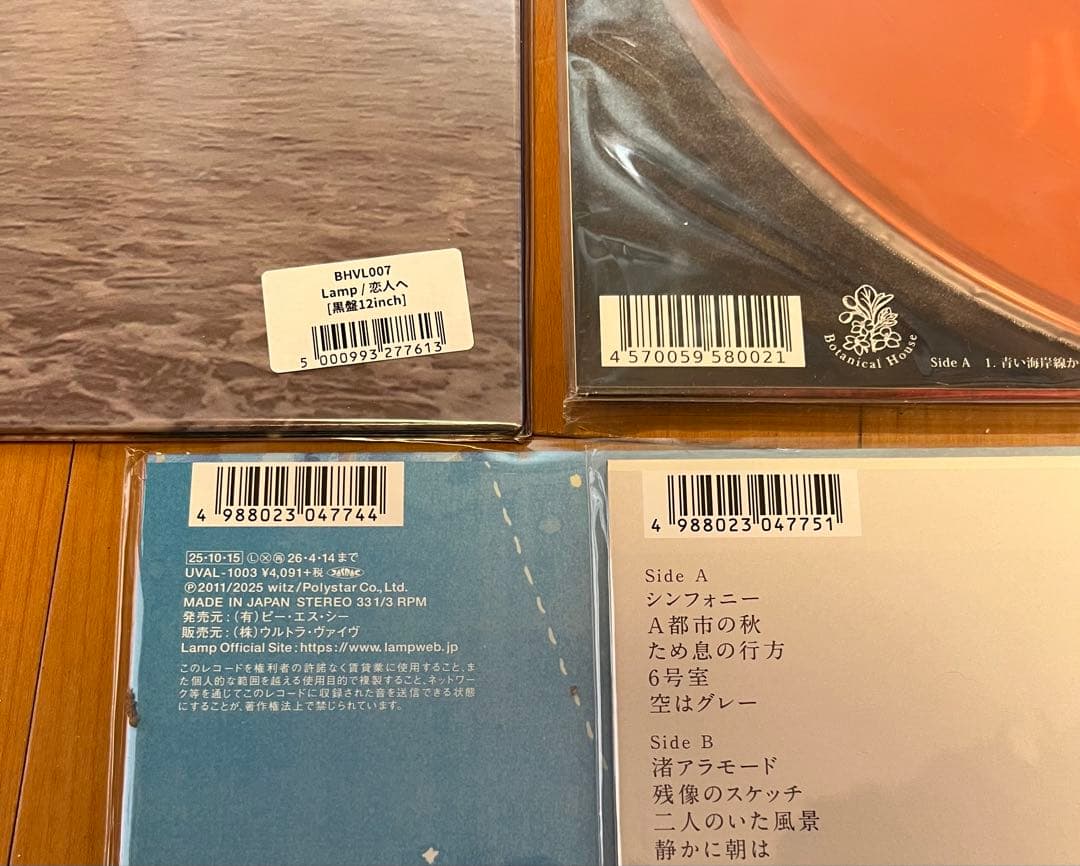 BHVL007
Lamp / 恋人へ
[黒盤12inch]
5 000993 277613
4 570059 580021
Botanical House
Side A 1. 青い海岸線か
4 988023 047744
25・10・15 Ⓛ Ⓧ 再 26・4・14まで
UVAL-1003 ¥4,091+税
Ⓟ2011/2025 witz/Polystar Co., Ltd.
MADE IN JAPAN STEREO 33 1/3 RPM
発売元:(有)ピー・エス・シー
販売元:(株)ウルトラ・ヴァイヴ
Lamp Official Site : https://www.lampweb.jp
このレコードを権利者の許諾なく賃貸業に使用すること、ま
た個人的な範囲を越える使用目的で複製すること、ネットワー
ク等を通じてこのレコードに収録された音を送信できる状態
にすることが、著作権法上で禁じられています。
4 988023 047751
Side A
シンフォニー
A都市の秋
ため息の行方
6号室
空はグレー
Side B
渚アラモード
残像のスケッチ
二人のいた風景
静かに朝は